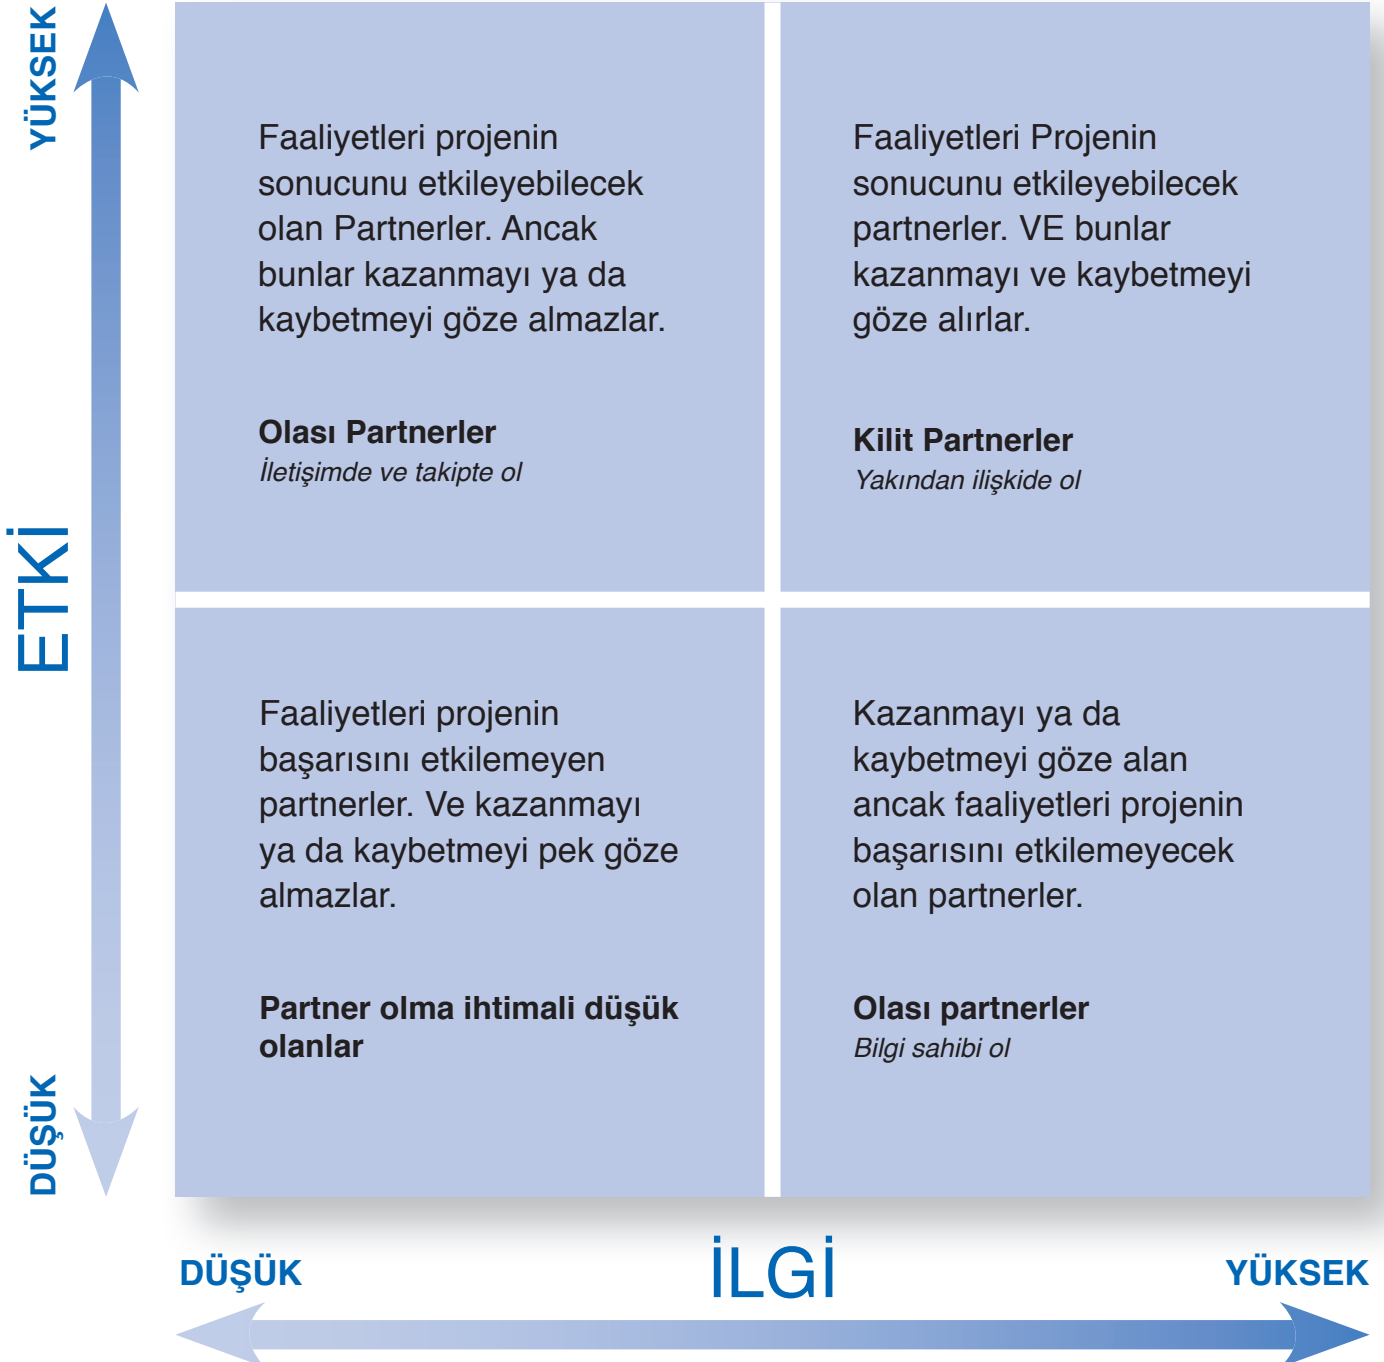 YÜKSEK
ETKİ
DÜŞÜK
Faaliyetleri projenin
sonucunu etkileyebilecek
olan Partnerler. Ancak
bunlar kazanmayı ya da
kaybetmeyi göze almazlar.
Olası Partnerler
İletişimde ve takipte ol
Faaliyetleri Projenin
sonucunu etkileyebilecek
partnerler. VE bunlar
kazanmayı ve kaybetmeyi
göze alırlar.
Kilit Partnerler
Yakından ilişkide ol
Faaliyetleri projenin
başarısını etkilemeyen
partnerler. Ve kazanmayı
ya da kaybetmeyi pek göze
almazlar.
Partner olma ihtimali düşük
olanlar
Kazanmayı ya da
kaybetmeyi göze alan
ancak faaliyetleri projenin
başarısını etkilemeyecek
olan partnerler.
Olası partnerler
Bilgi sahibi ol
DÜŞÜK
İLGİ
YÜKSEK